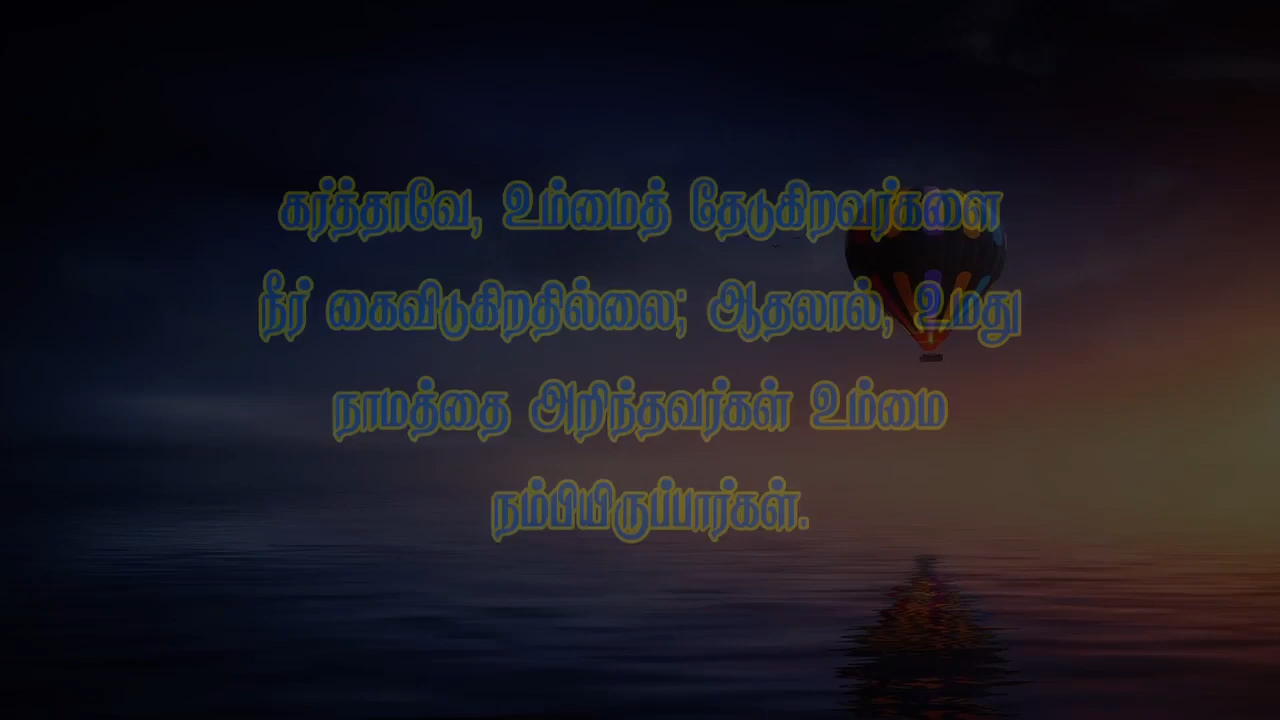 கர்த்தாவே, உம்மைத் தேடுகிறவர்களை
நீர் கைவிடுகிறதில்லை; ஆதலால், உமது
நாமத்தை அறிந்தவர்கள் உம்மை
நம்பியிருப்பார்கள்.